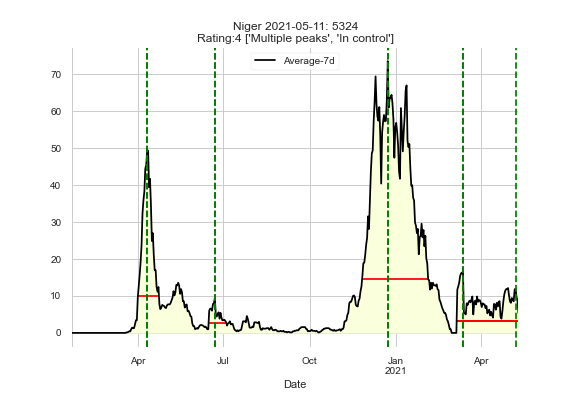 Niger 2021-05-11: 5324
Rating:4 ['Multiple peaks', 'In control']
Average-7d
70
60
50
40
30
20
10
0
Apr
Jul
Oct
Jan
2021
Apr
Date